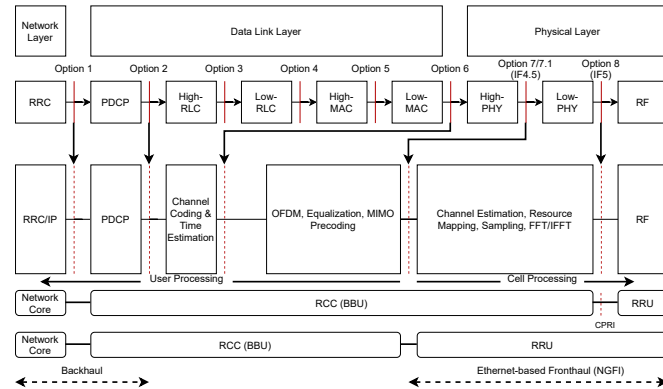 Network
Layer
Data Link Layer
Physical Layer
Option 1
Option 2
Option 3
Option 4
Option 5
Option 6
Option 7/7.1
(IF4.5)
Option 8
(IF5)
RRC
PDCP
High-
RLC
Low-
RLC
High-
MAC
Low-
MAC
High-
PHY
Low-
PHY
RF
RRC/IP
PDCP
Channel
Coding &
Time
Estimation
OFDM, Equalization, MIMO
Precoding
Channel Estimation, Resource
Mapping, Sampling, FFT/IFFT
RF
User Processing
Cell Processing
Network
Core
RCC (BBU)
RRU
CPRI
Network
Core
RCC (BBU)
RRU
Backhaul
Ethernet-based Fronthaul (NGFI)